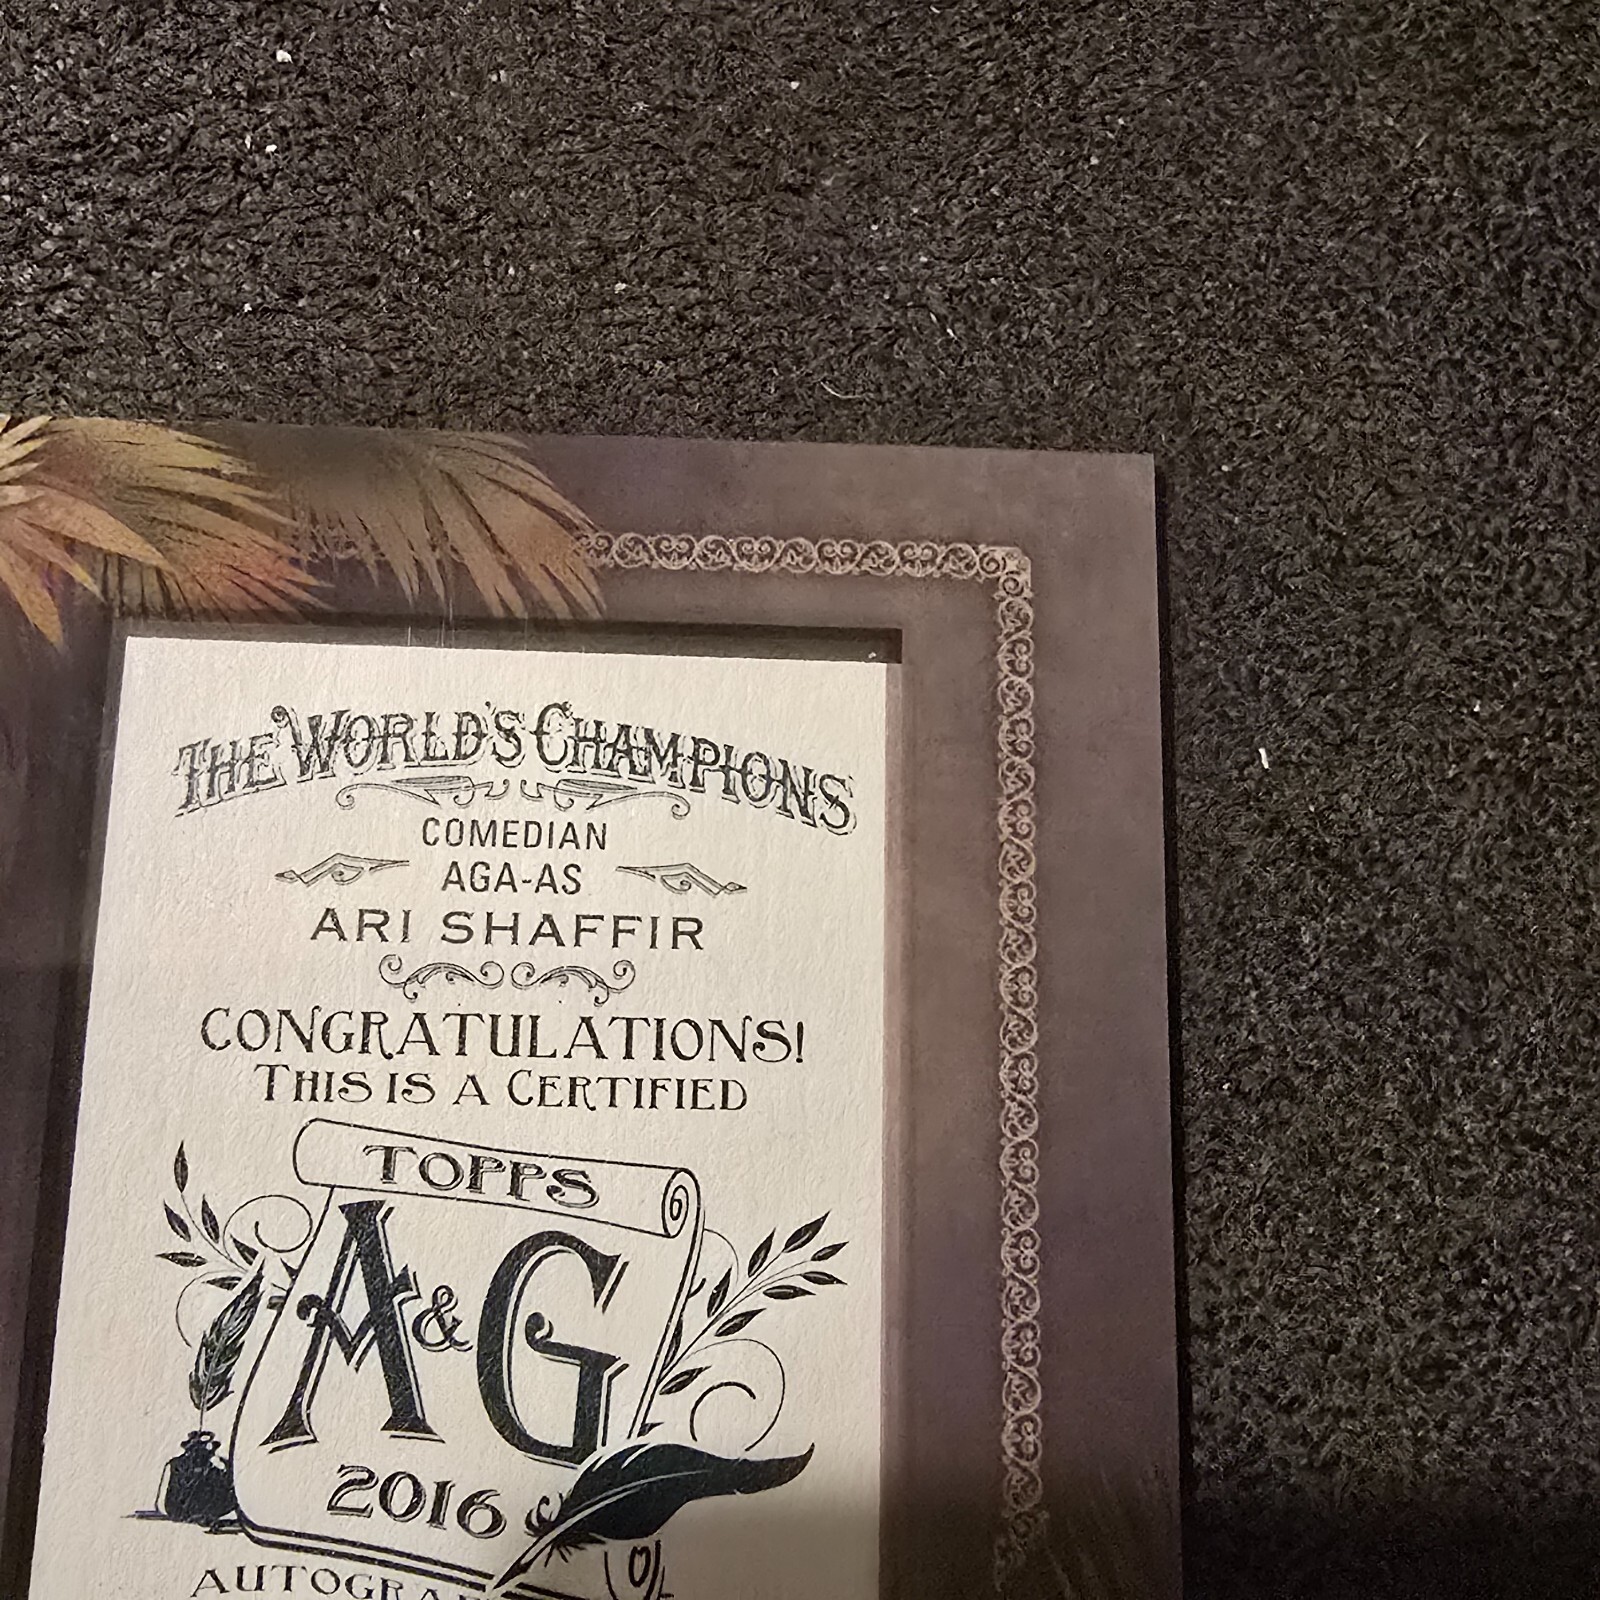 THE WORLD'S CHAMPIONS
COMEDIAN
AGA-AS
ARI SHAFFIR
CONGRATULATIONS!
THIS IS A CERTIFIED
TOPPS
A&G
2016